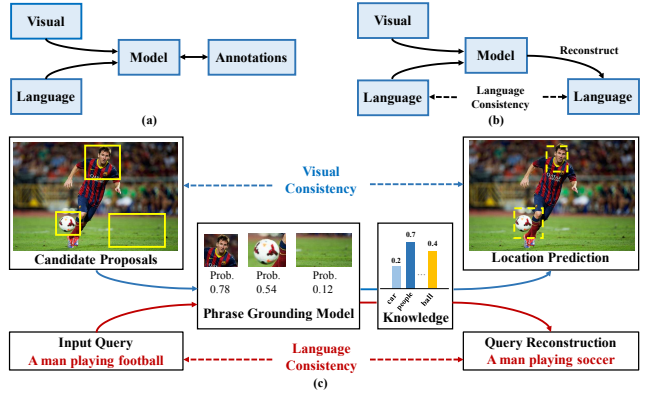 Visual
Model
Annotations
Language
(a)
Visual
Model
Reconstruct
Language
Language
Consistency
Language
(b)
Visual
Consistency
Candidate Proposals
Location Prediction
Prob.
0.78
Prob.
0.54
Prob.
0.12
Phrase Grounding Model
0.2
0.7
...
0.4
car
people
ball
Knowledge
Input Query
A man playing football
Language
Consistency
Query Reconstruction
A man playing soccer
(c)